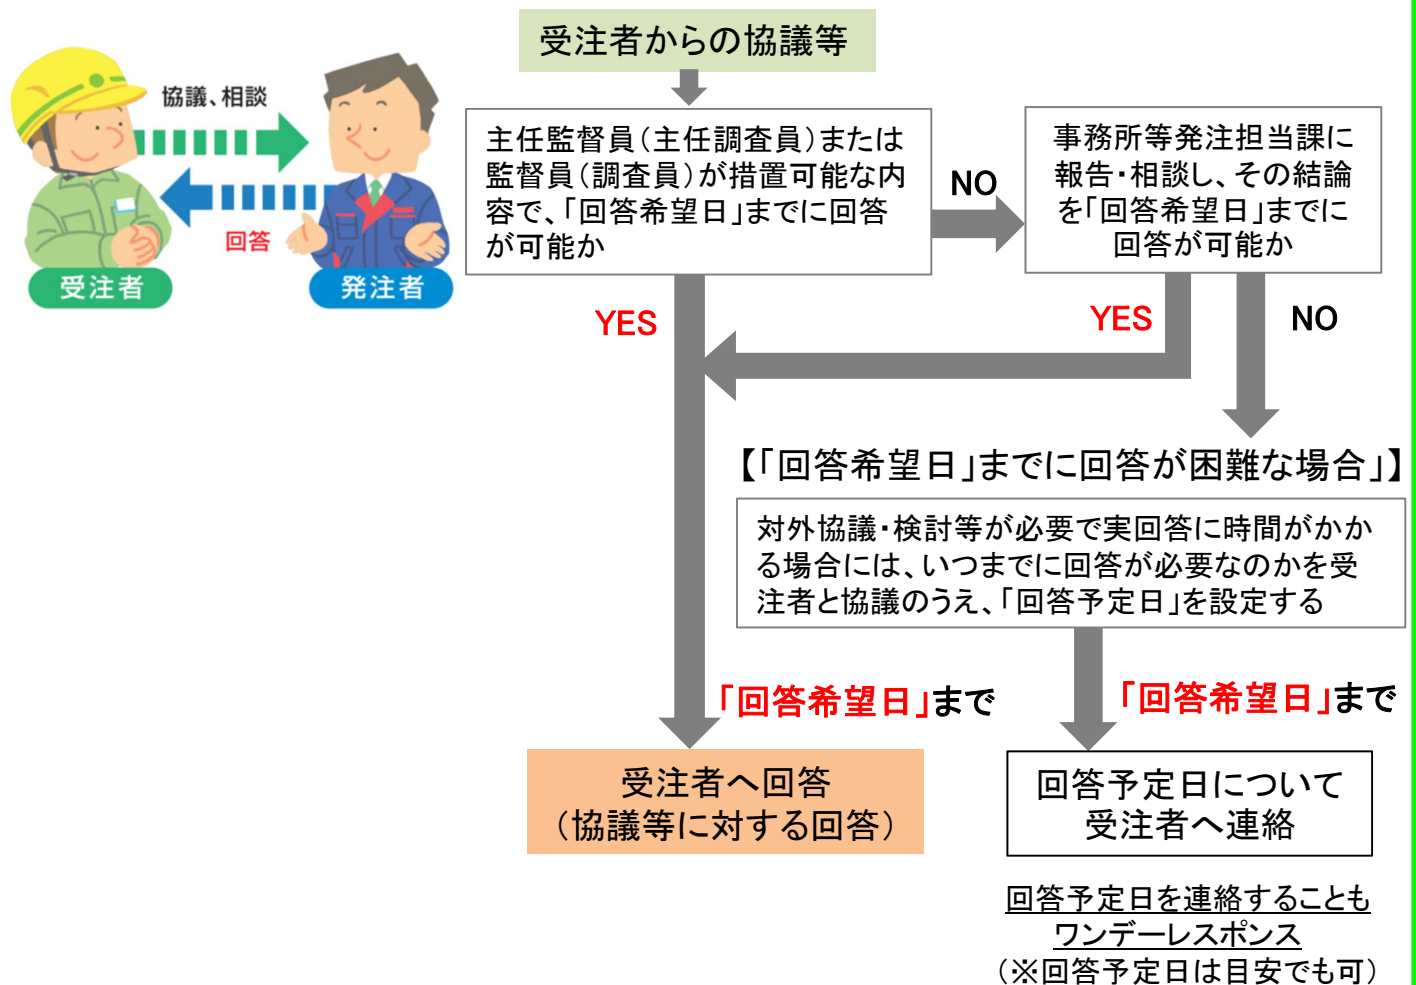 受注者からの協議等
協議、相談
回答
受注者
発注者
主任監督員(主任調査員)または
監督員(調査員)が措置可能な内
容で、「回答希望日」までに回答
が可能か
NO
事務所等発注担当課に
報告・相談し、その結論
を「回答希望日」までに
回答が可能か
YES
YES
NO
【「回答希望日」までに回答が困難な場合」】
対外協議・検討等が必要で実回答に時間がかか
る場合には、いつまでに回答が必要なのかを受
注者と協議のうえ、「回答予定日」を設定する
「回答希望日」まで
「回答希望日」まで
受注者へ回答
(協議等に対する回答)
回答予定日について
受注者へ連絡
回答予定日を連絡することも
ワンデーレスポンス
(※回答予定日は目安でも可)